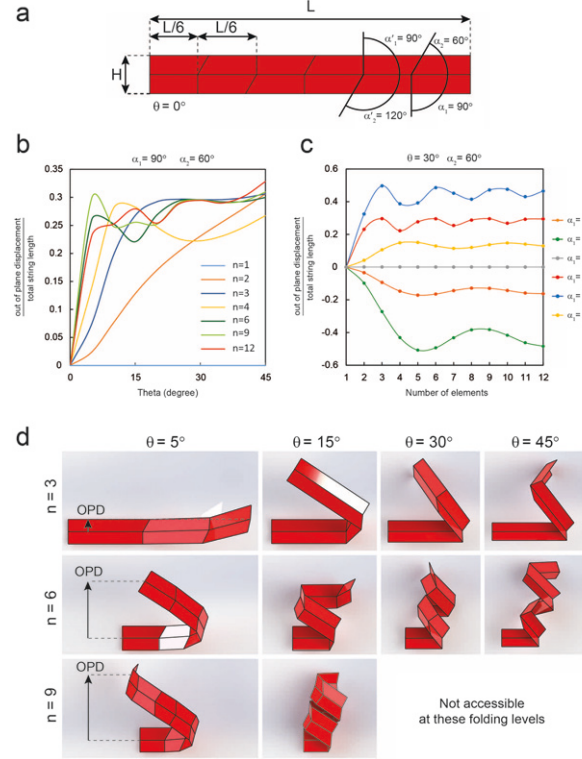 a
L
L/6
L/6
H
θ = 0°
α'₁ = 90°
α₂ = 60°
α'₂ = 120°
α₁ = 90°
b
α₁ = 90° α₂ = 60°
out of plane displacement
total string length
0.35
0.3
0.25
0.2
0.15
0.1
0.05
0
n=1
n=2
n=3
n=4
n=6
n=9
n=12
0
15
30
45
Theta (degree)
c
θ = 30° α₂ = 60°
out of plane displacement
total string length
0.6
0.4
0.2
0
-0.2
-0.4
-0.6
α₁ =
α₁ =
α₁ =
α₁ =
α₁ =
α₁ =
1 2 3 4 5 6 7 8 9 10 11 12
Number of elements
d
θ = 5°
θ = 15°
θ = 30°
θ = 45°
n = 3
OPD
n = 6
OPD
n = 9
OPD
Not accessible
at these folding levels